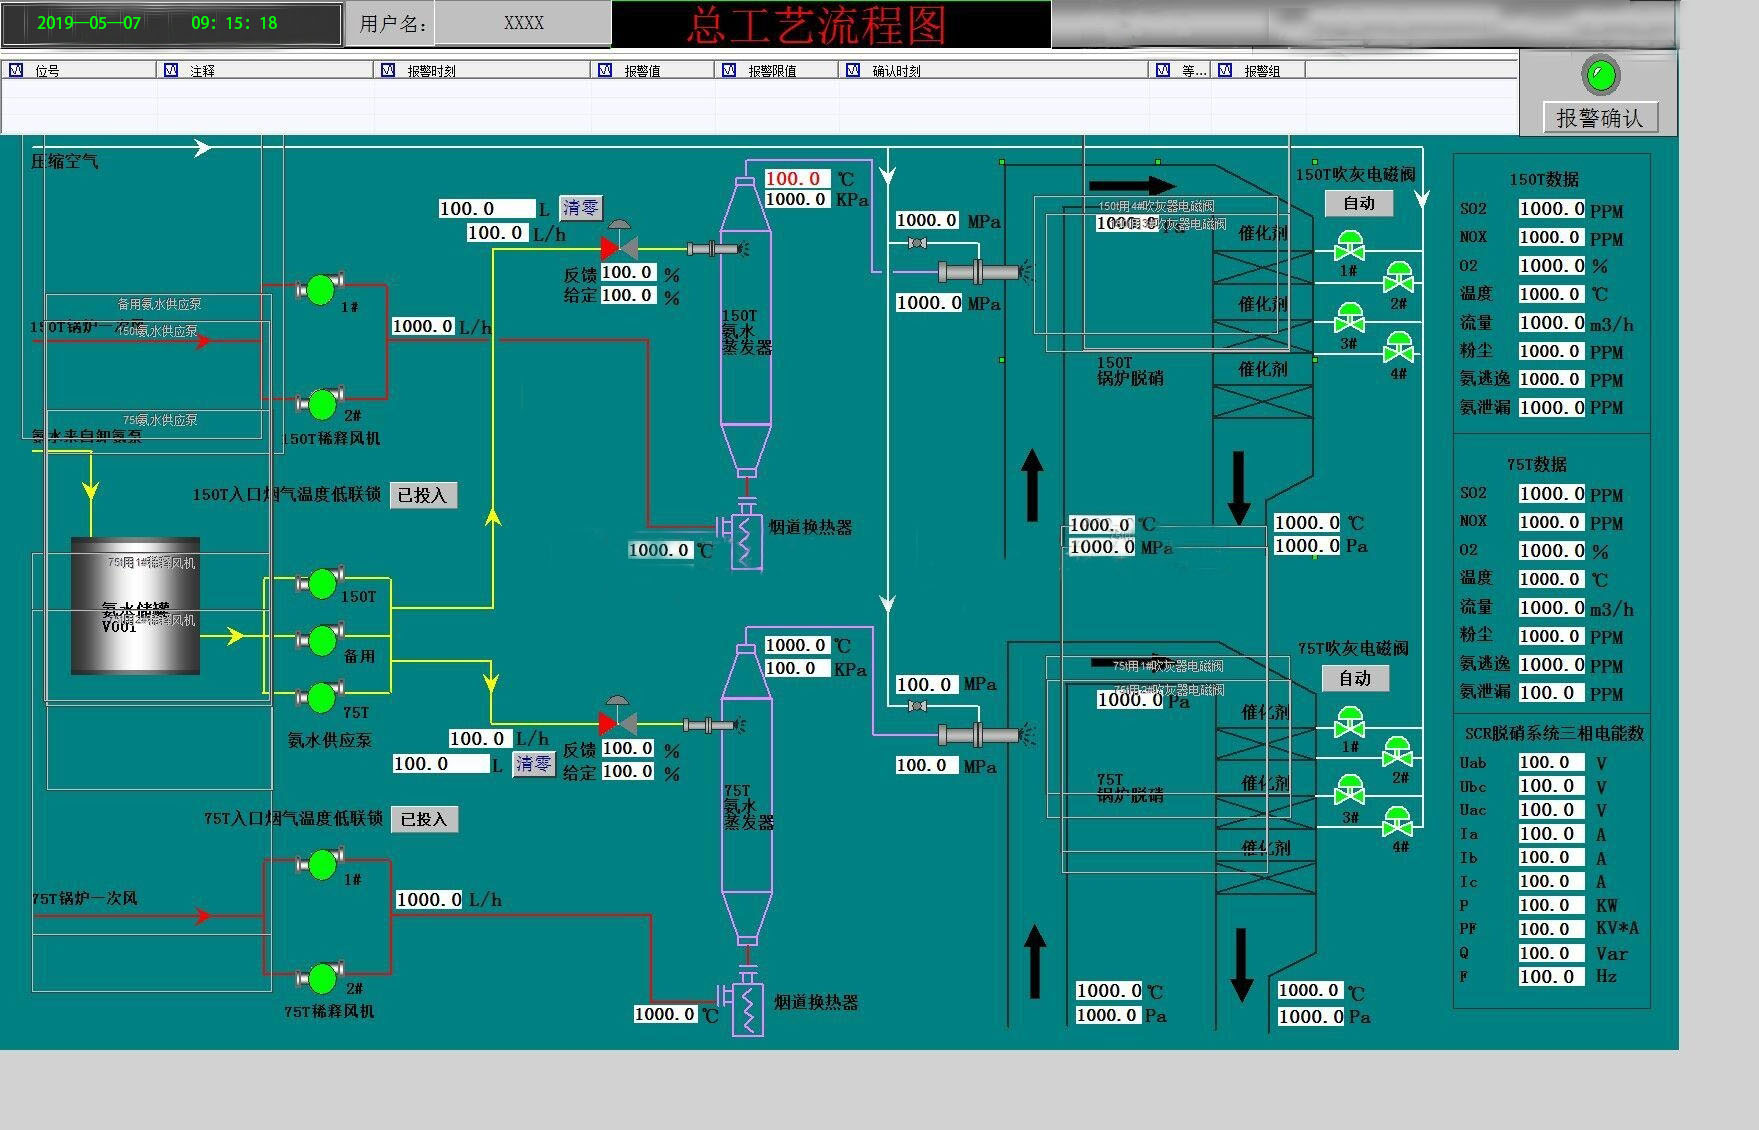 2019—05—07 09: 15: 18
用户名：
XXXX
总工艺流程图
位号
注释
报警时刻
报警值
报警限值
确认时刻
等...
报警组
报警确认
压缩空气
100.0 L
清零
100.0 L/h
反馈 100.0 %
给定 100.0 %
100.0 ℃
1000.0 KPa
1000.0 MPa
1000.0 MPa
150t用4#吹灰器电磁阀
150t用3#吹灰器电磁阀
1000.0 Pa
催化剂
催化剂
催化剂
150T
锅炉脱硝
150T吹灰电磁阀
自动
1#
2#
3#
4#
备用氨水供应泵
150t氨水供应泵
150T锅炉一次风
75t氨水供应泵
氨水来自卸氨泵
1#
2#
150T稀释风机
1000.0 L/h
150T
氨水
蒸发器
150T入口烟气温度低联锁
已投入
烟道换热器
1000.0 ℃
1000.0 ℃
1000.0 MPa
1000.0 ℃
1000.0 Pa
75t用1#稀释风机
氨水储罐
V001
150T
备用
75T
氨水供应泵
100.0 L/h
100.0 L
清零
反馈 100.0 %
给定 100.0 %
1000.0 ℃
100.0 KPa
100.0 MPa
100.0 MPa
75t用1#吹灰器电磁阀
75t用2#吹灰器电磁阀
1000.0 Pa
催化剂
催化剂
催化剂
75T
锅炉脱硝
75T吹灰电磁阀
自动
1#
2#
3#
4#
75T
氨水
蒸发器
75T入口烟气温度低联锁
已投入
1#
75T锅炉一次风
1000.0 L/h
2#
75T稀释风机
烟道换热器
1000.0 ℃
1000.0 ℃
1000.0 Pa
1000.0 ℃
1000.0 Pa
150T数据
SO2 1000.0 PPM
NOX 1000.0 PPM
O2 1000.0 %
温度 1000.0 ℃
流量 1000.0 m3/h
粉尘 1000.0 PPM
氨逃逸 1000.0 PPM
氨泄漏 1000.0 PPM
75T数据
SO2 1000.0 PPM
NOX 1000.0 PPM
O2 1000.0 %
温度 1000.0 ℃
流量 1000.0 m3/h
粉尘 1000.0 PPM
氨逃逸 1000.0 PPM
氨泄漏 1000.0 PPM
SCR脱硝系统三相电能数
Uab 100.0 V
Ubc 100.0 V
Uac 100.0 V
Ia 100.0 A
Ib 100.0 A
Ic 100.0 A
P 100.0 KW
PF 100.0 KV*A
Q 100.0 Var
F 100.0 Hz